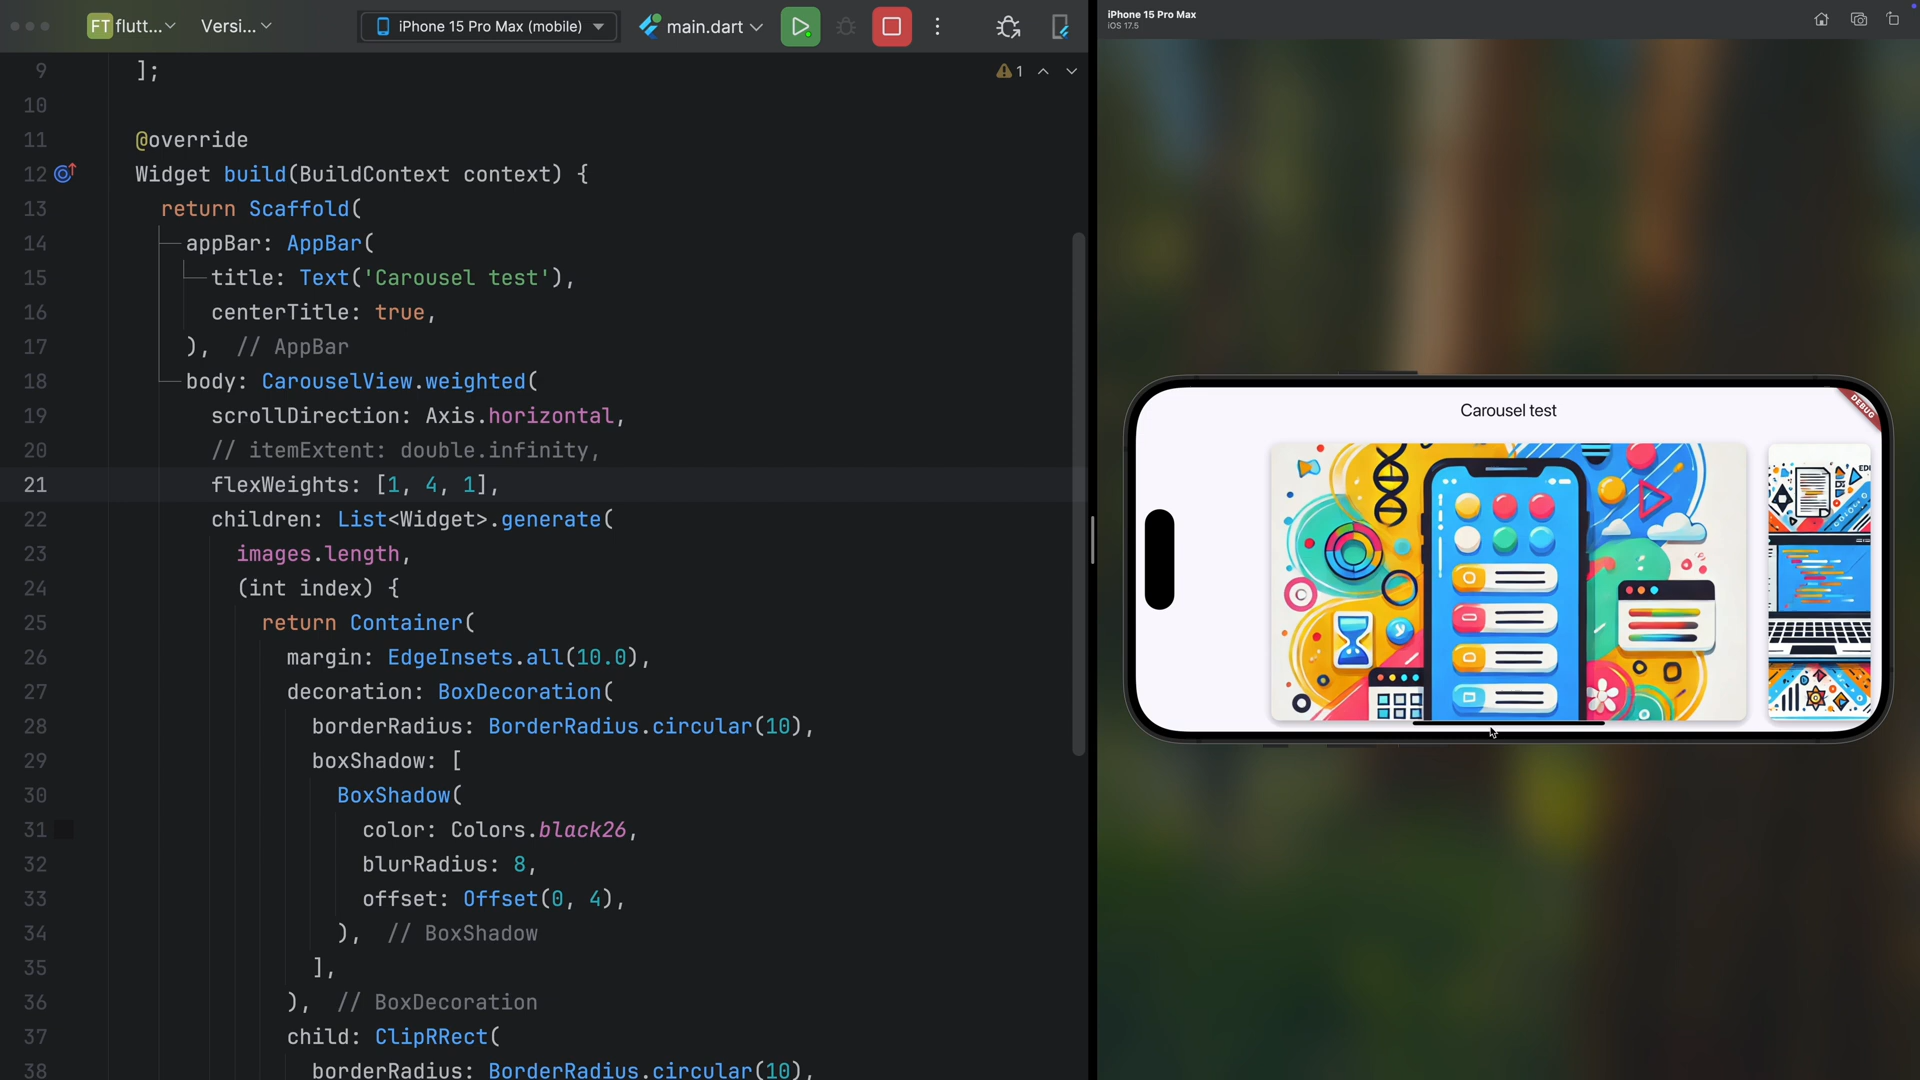 FT flutt... Versi... iPhone 15 Pro Max (mobile) main.dart
9 ];
1
10
11 @override
12 Widget build(BuildContext context) {
13 return Scaffold(
14 appBar: AppBar(
15 title: Text('Carousel test'),
16 centerTitle: true,
17 ), // AppBar
18 body: CarouselView.weighted(
19 scrollDirection: Axis.horizontal,
20 // itemExtent: double.infinity,
21 flexWeights: [1, 4, 1],
22 children: List<Widget>.generate(
23 images.length,
24 (int index) {
25 return Container(
26 margin: EdgeInsets.all(10.0),
27 decoration: BoxDecoration(
28 borderRadius: BorderRadius.circular(10),
29 boxShadow: [
30 BoxShadow(
31 color: Colors.black26,
32 blurRadius: 8,
33 offset: Offset(0, 4),
34 ), // BoxShadow
35 ],
36 ), // BoxDecoration
37 child: ClipRRect(
38 borderRadius: BorderRadius.circular(10),
iPhone 15 Pro Max
iOS 17.5
Carousel test
DEBUG